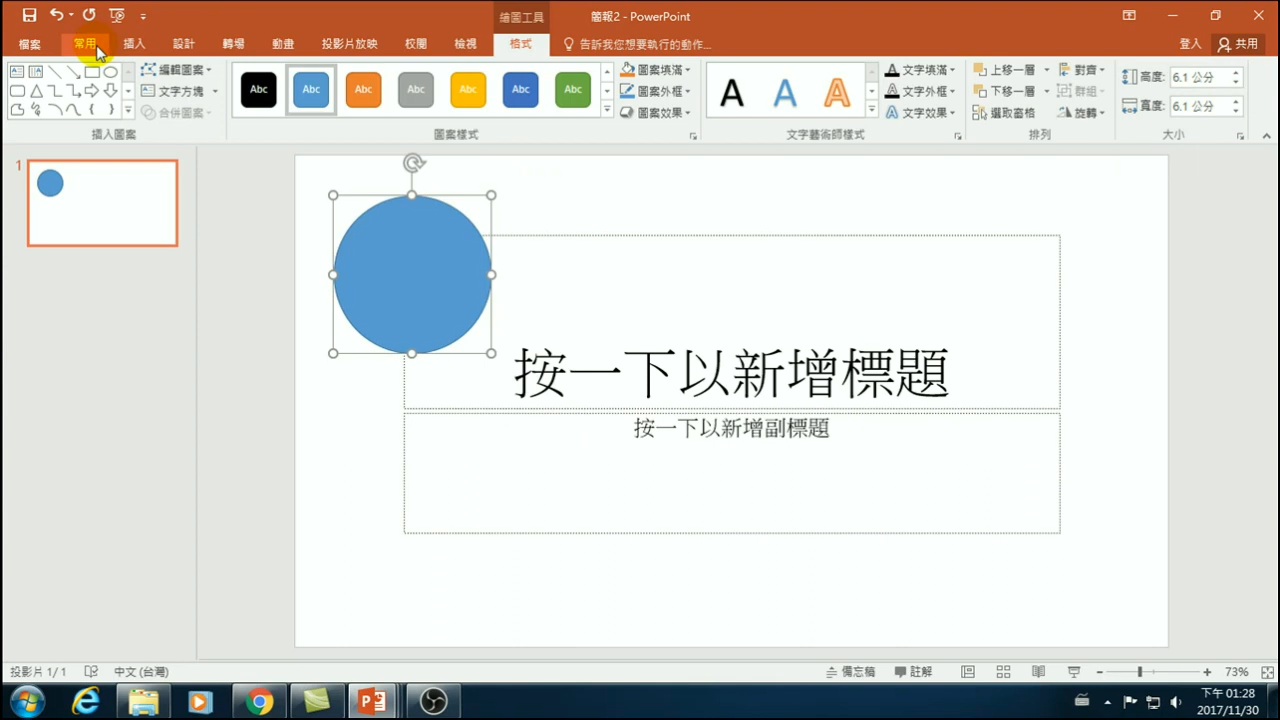 繪圖工具
簡報2 - PowerPoint
檔案 常用 插入 設計 轉場 動畫 投影片放映 校閱 檢視 格式 告訴我您想要執行的動作... 登入 共用
編輯圖案
文字方塊
合併圖案
插入圖案
Abc Abc Abc Abc Abc Abc Abc
圖案填滿
圖案外框
圖案效果
圖案樣式
A A A
文字填滿
文字外框
文字效果
文字藝術師樣式
上移一層 對齊
下移一層 群組
選取窗格 旋轉
排列
高度: 6.1 公分
寬度: 6.1 公分
大小
1
按一下以新增標題
按一下以新增副標題
投影片 1/1 中文 (台灣) 備忘稿 註解 73%
下午 01:28
2017/11/30